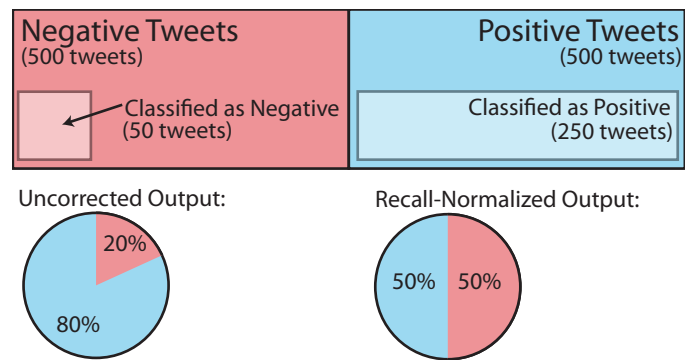 Negative Tweets
(500 tweets)
Positive Tweets
(500 tweets)
Classified as Negative
(50 tweets)
Classified as Positive
(250 tweets)
Uncorrected Output:
20%
80%
Recall-Normalized Output:
50% 50%